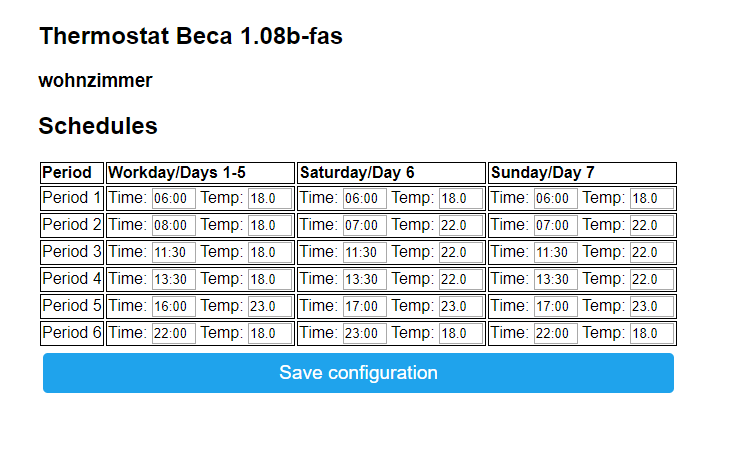 Thermostat Beca 1.08b-fas
wohnzimmer
Schedules
Period Workday/Days 1-5 Saturday/Day 6 Sunday/Day 7
Period 1 Time: 06:00 Temp: 18.0 Time: 06:00 Temp: 18.0 Time: 06:00 Temp: 18.0
Period 2 Time: 08:00 Temp: 18.0 Time: 07:00 Temp: 22.0 Time: 07:00 Temp: 22.0
Period 3 Time: 11:30 Temp: 18.0 Time: 11:30 Temp: 22.0 Time: 11:30 Temp: 22.0
Period 4 Time: 13:30 Temp: 18.0 Time: 13:30 Temp: 22.0 Time: 13:30 Temp: 22.0
Period 5 Time: 16:00 Temp: 23.0 Time: 17:00 Temp: 23.0 Time: 17:00 Temp: 23.0
Period 6 Time: 22:00 Temp: 18.0 Time: 23:00 Temp: 18.0 Time: 22:00 Temp: 18.0
Save configuration